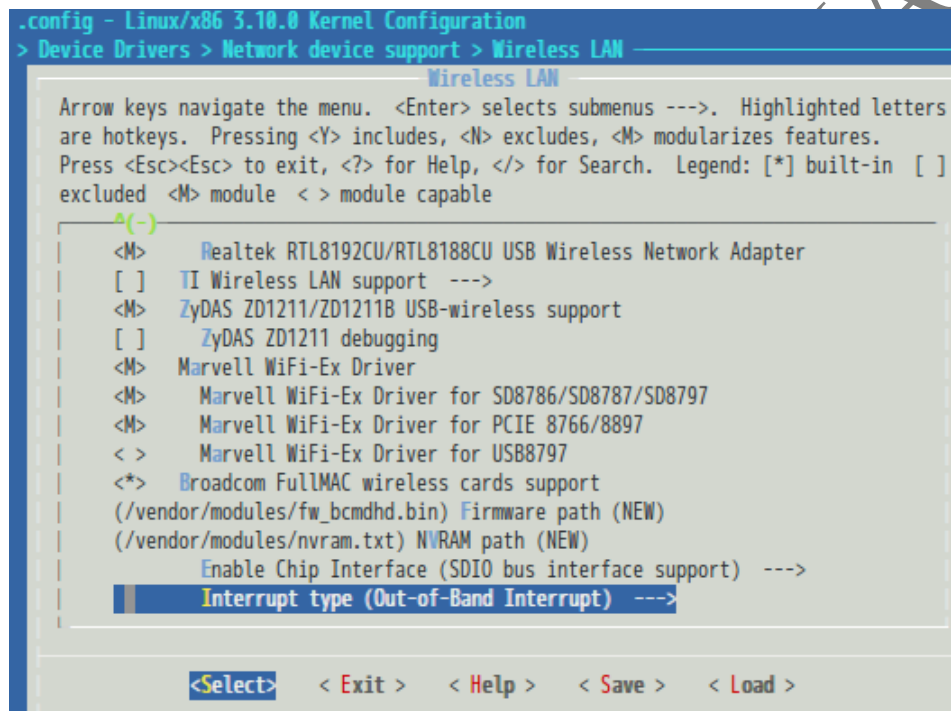 .config - Linux/x86 3.10.0 Kernel Configuration
> Device Drivers > Network device support > Wireless LAN
Wireless LAN
Arrow keys navigate the menu.  <Enter> selects submenus --->.  Highlighted letters
are hotkeys.  Pressing <Y> includes, <N> excludes, <M> modularizes features.
Press <Esc><Esc> to exit, <?> for Help, </> for Search.  Legend: [*] built-in  [ ]
excluded  <M> module  < > module capable
^(-)
<M>     Realtek RTL8192CU/RTL8188CU USB Wireless Network Adapter
[ ]   TI Wireless LAN support  --->
<M>   ZyDAS ZD1211/ZD1211B USB-wireless support
[ ]     ZyDAS ZD1211 debugging
<M>   Marvell WiFi-Ex Driver
<M>     Marvell WiFi-Ex Driver for SD8786/SD8787/SD8797
<M>     Marvell WiFi-Ex Driver for PCIE 8766/8897
< >     Marvell WiFi-Ex Driver for USB8797
<*>   Broadcom FullMAC wireless cards support
(/vendor/modules/fw_bcmdhd.bin) Firmware path (NEW)
(/vendor/modules/nvram.txt) NVRAM path (NEW)
Enable Chip Interface (SDIO bus interface support)  --->
Interrupt type (Out-of-Band Interrupt)  --->
<Select>    < Exit >    < Help >    < Save >    < Load >